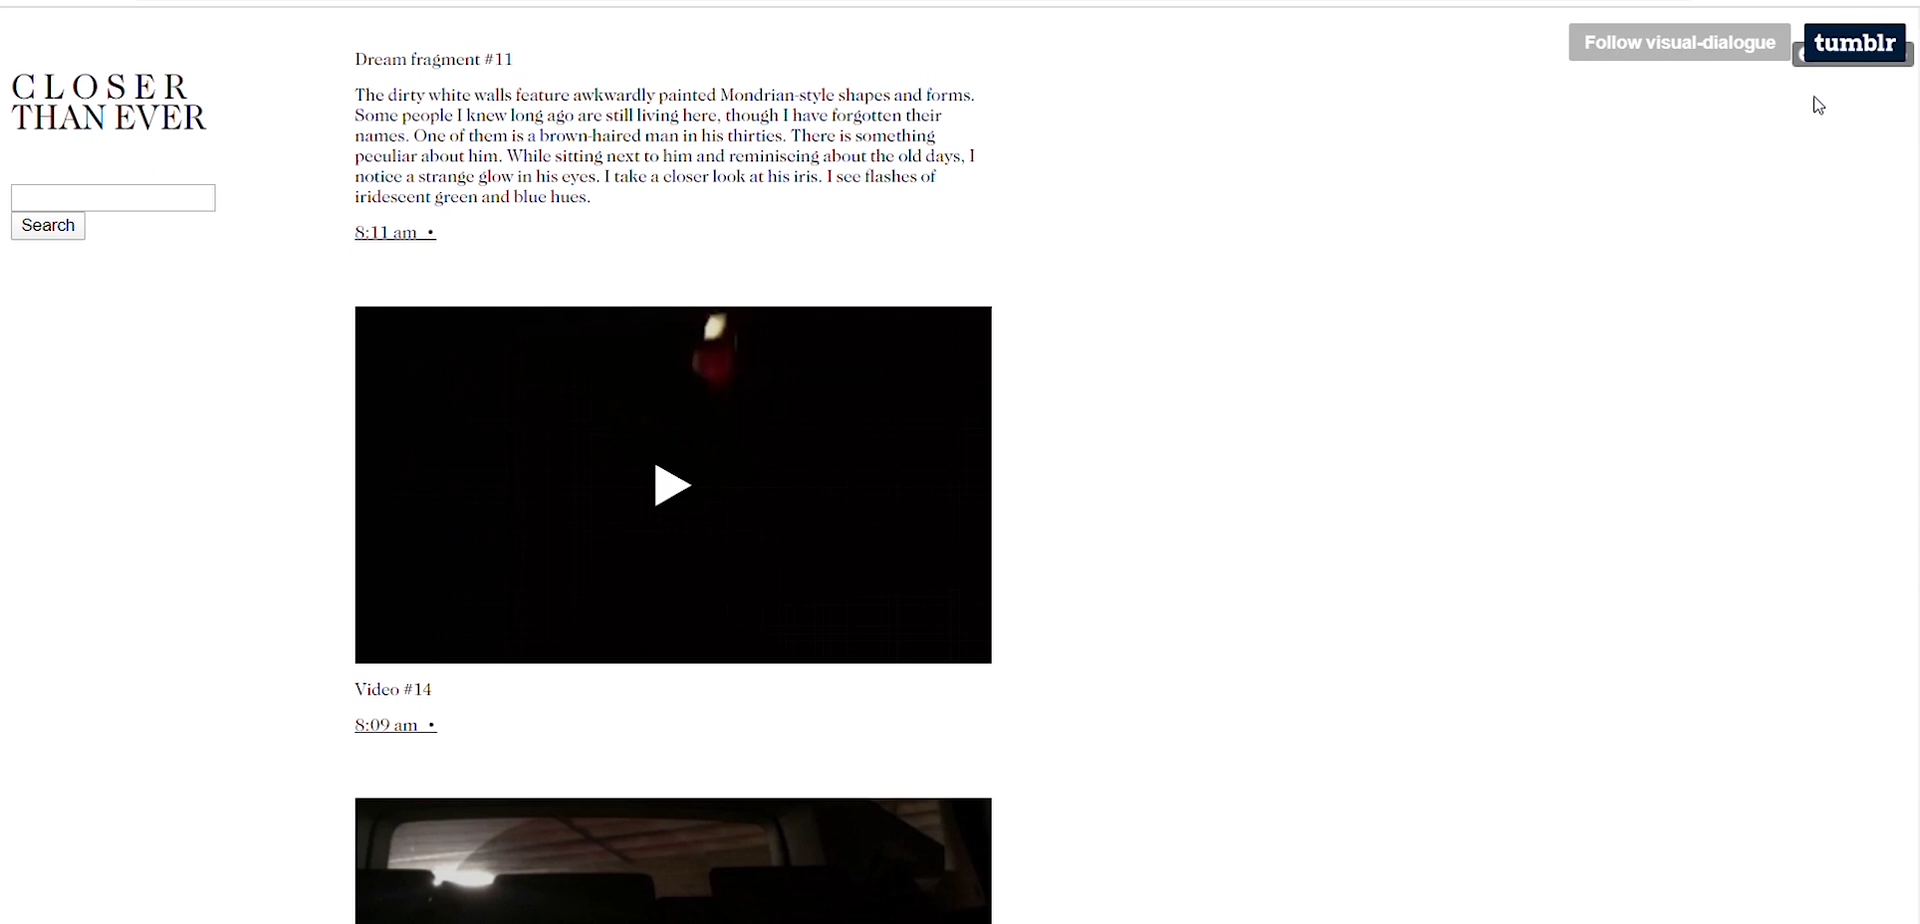 Follow visual-dialogue
tumblr
CLOSER
THAN EVER
Search
Dream fragment #11
The dirty white walls feature awkwardly painted Mondrian-style shapes and forms.
Some people I knew long ago are still living here, though I have forgotten their
names. One of them is a brown-haired man in his thirties. There is something
peculiar about him. While sitting next to him and reminiscing about the old days, I
notice a strange glow in his eyes. I take a closer look at his iris. I see flashes of
iridescent green and blue hues.
8:11 am •
Video #14
8:09 am •